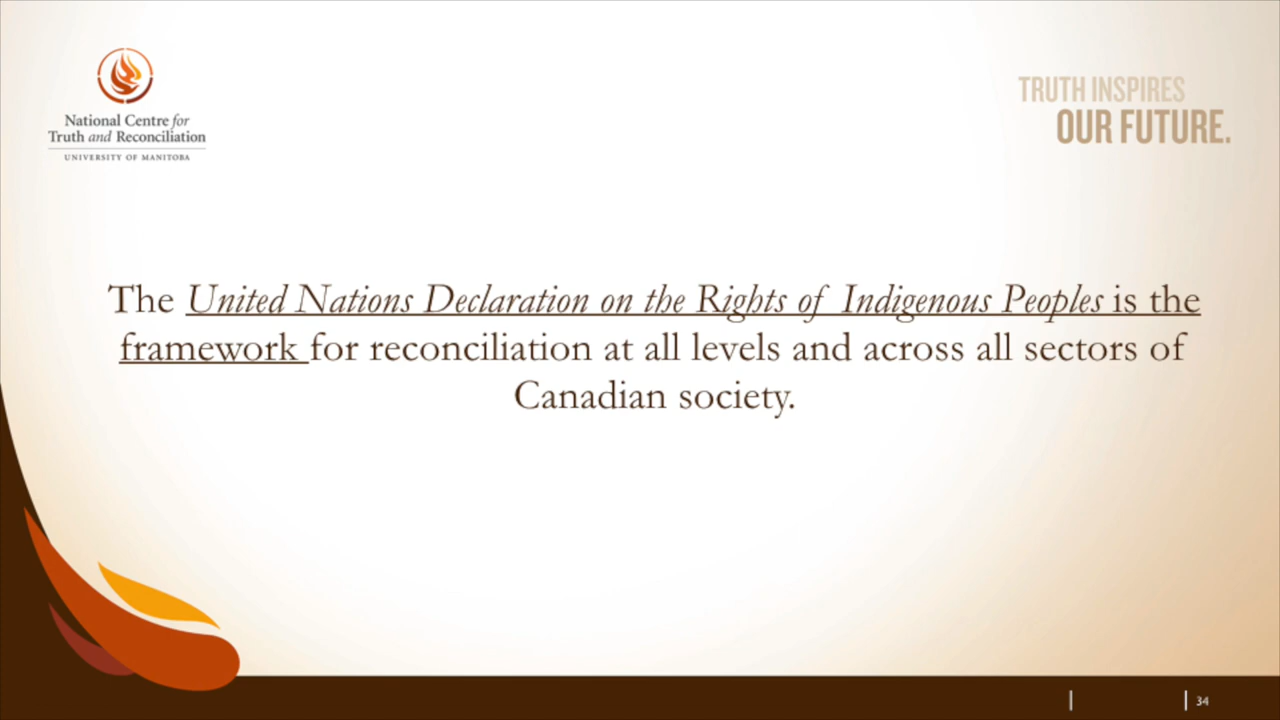 National Centre for
Truth and Reconciliation
UNIVERSITY OF MANITOBA
TRUTH INSPIRES
OUR FUTURE.
The United Nations Declaration on the Rights of Indigenous Peoples is the
framework for reconciliation at all levels and across all sectors of
Canadian society.
34